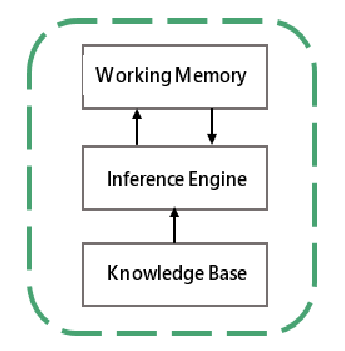 Working Memory
Inference Engine
Knowledge Base